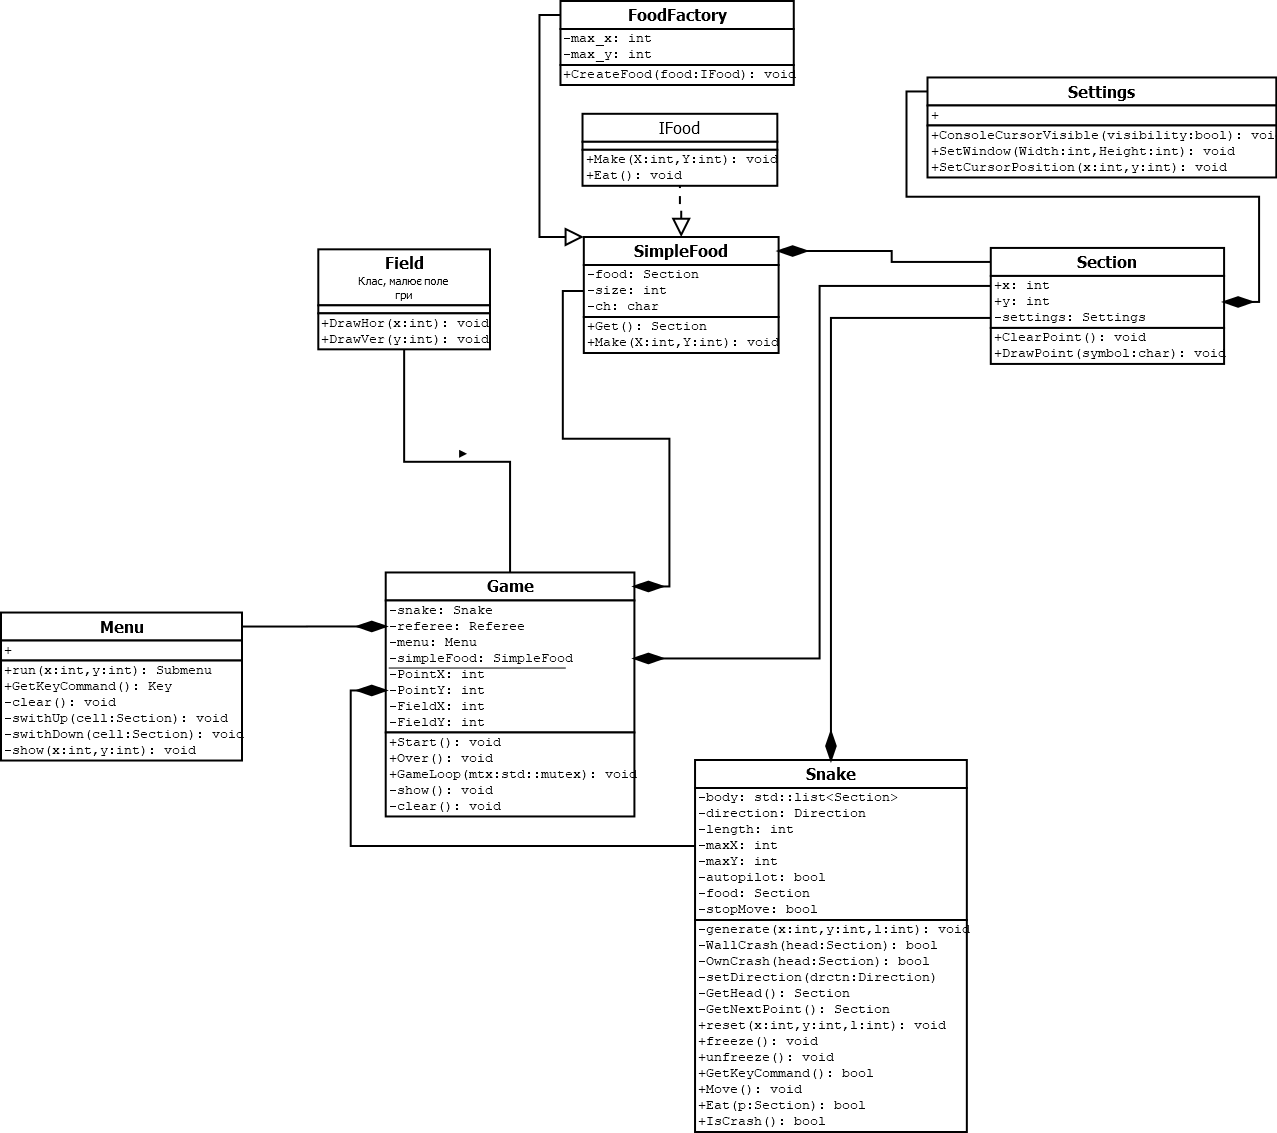 FoodFactory
-max_x: int
-max_y: int
+CreateFood(food:IFood): void
IFood
+Make(X:int,Y:int): void
+Eat(): void
Settings
+
+ConsoleCursorVisible(visibility:bool): voi
+SetWindow(Width:int,Height:int): void
+SetCursorPosition(x:int,y:int): void
SimpleFood
-food: Section
-size: int
-ch: char
+Get(): Section
+Make(X:int,Y:int): void
Field
Клас, малює поле
гри
+DrawHor(x:int): void
+DrawVer(y:int): void
Section
+x: int
+y: int
-settings: Settings
+ClearPoint(): void
+DrawPoint(symbol:char): void
Game
-snake: Snake
-referee: Referee
-menu: Menu
-simpleFood: SimpleFood
-PointX: int
-PointY: int
-FieldX: int
-FieldY: int
+Start(): void
+Over(): void
+GameLoop(mtx:std::mutex): void
-show(): void
-clear(): void
Menu
+
+run(x:int,y:int): Submenu
+GetKeyCommand(): Key
-clear(): void
-swithUp(cell:Section): void
-swithDown(cell:Section): void
-show(x:int,y:int): void
Snake
-body: std::list<Section>
-direction: Direction
-length: int
-maxX: int
-maxY: int
-autopilot: bool
-food: Section
-stopMove: bool
-generate(x:int,y:int,l:int): void
-WallCrash(head:Section): bool
-OwnCrash(head:Section): bool
-setDirection(drctn:Direction)
-GetHead(): Section
-GetNextPoint(): Section
+reset(x:int,y:int,l:int): void
+freeze(): void
+unfreeze(): void
+GetKeyCommand(): bool
+Move(): void
+Eat(p:Section): bool
+IsCrash(): bool